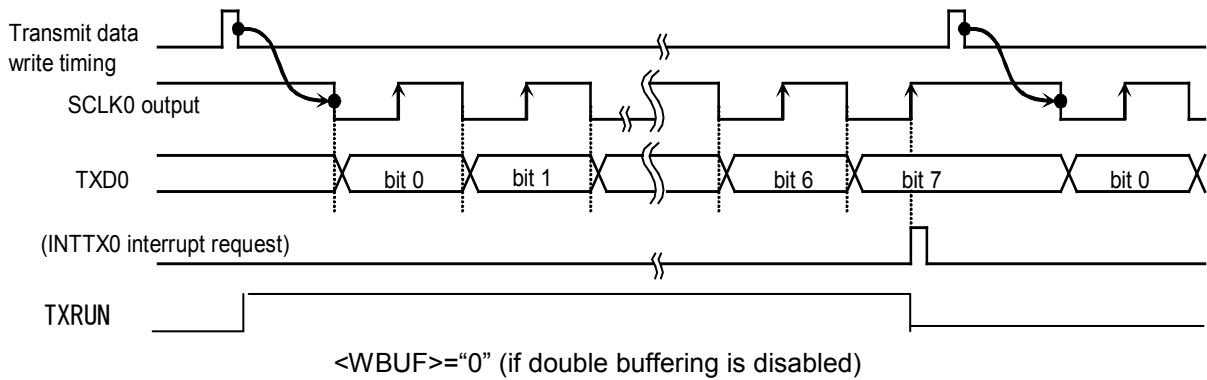 Transmit data
write timing
SCLK0 output
TXD0
bit 0
bit 1
bit 6
bit 7
bit 0
(INTTX0 interrupt request)
TXRUN
<WBUF>=“0” (if double buffering is disabled)